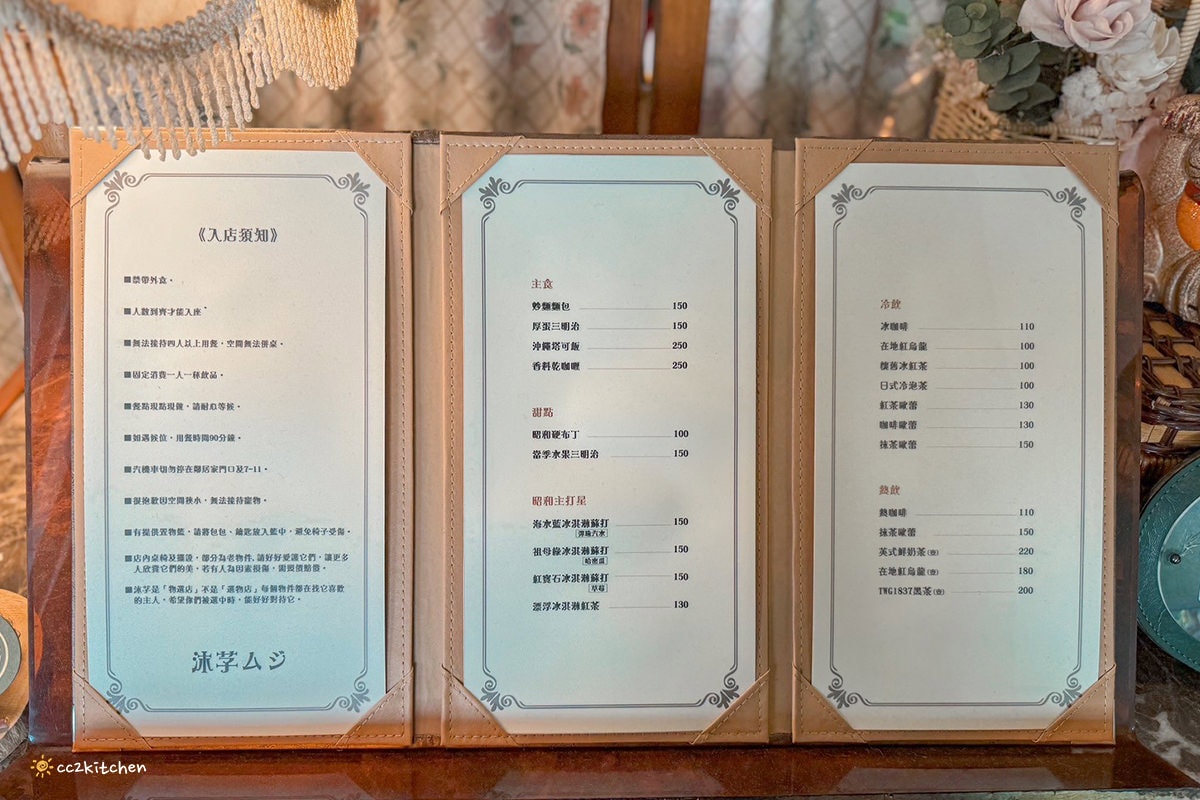 《入店須知》
■禁帶外食。
■人數到齊才能入座。
■無法接待四人以上用餐，空間無法併桌。
■固定消費一人一杯飲品。
■餐點現點現做，請耐心等候。
■如遇候位，用餐時間90分鐘。
■汽機車切勿停在鄰居家門口及7-11。
■很抱歉因空間狹小，無法接待寵物。
■有提供置物籃，請將包包、鑰匙放入籃中，避免椅子受傷。
■店內桌椅及擺設，部分為老物件，請好好愛護它們，讓更多
人欣賞它們的美，若有人為因素損傷，需照價賠償。
■沐芓是「物選店」不是「選物店」每個物件都在找它喜歡
的主人，希望你們被選中時，能好好對待它。
沐芓ムジ
主食
炒麵麵包 150
厚蛋三明治 150
沖繩塔可飯 250
香料乾咖喱 250
甜點
昭和硬布丁 100
當季水果三明治 150
昭和主打星
海水藍冰淇淋蘇打 150
彈珠汽水
祖母綠冰淇淋蘇打 150
哈密瓜
紅寶石冰淇淋蘇打 150
草莓
漂浮冰淇淋紅茶 130
冷飲
冰咖啡 110
在地紅烏龍 100
懷舊冰紅茶 100
日式冷泡茶 100
紅茶歐蕾 130
咖啡歐蕾 130
抹茶歐蕾 150
熱飲
熱咖啡 110
抹茶歐蕾 150
英式鮮奶茶(壺) 220
在地紅烏龍(壺) 180
TWG1837黑茶(壺) 200
cc2kitchen